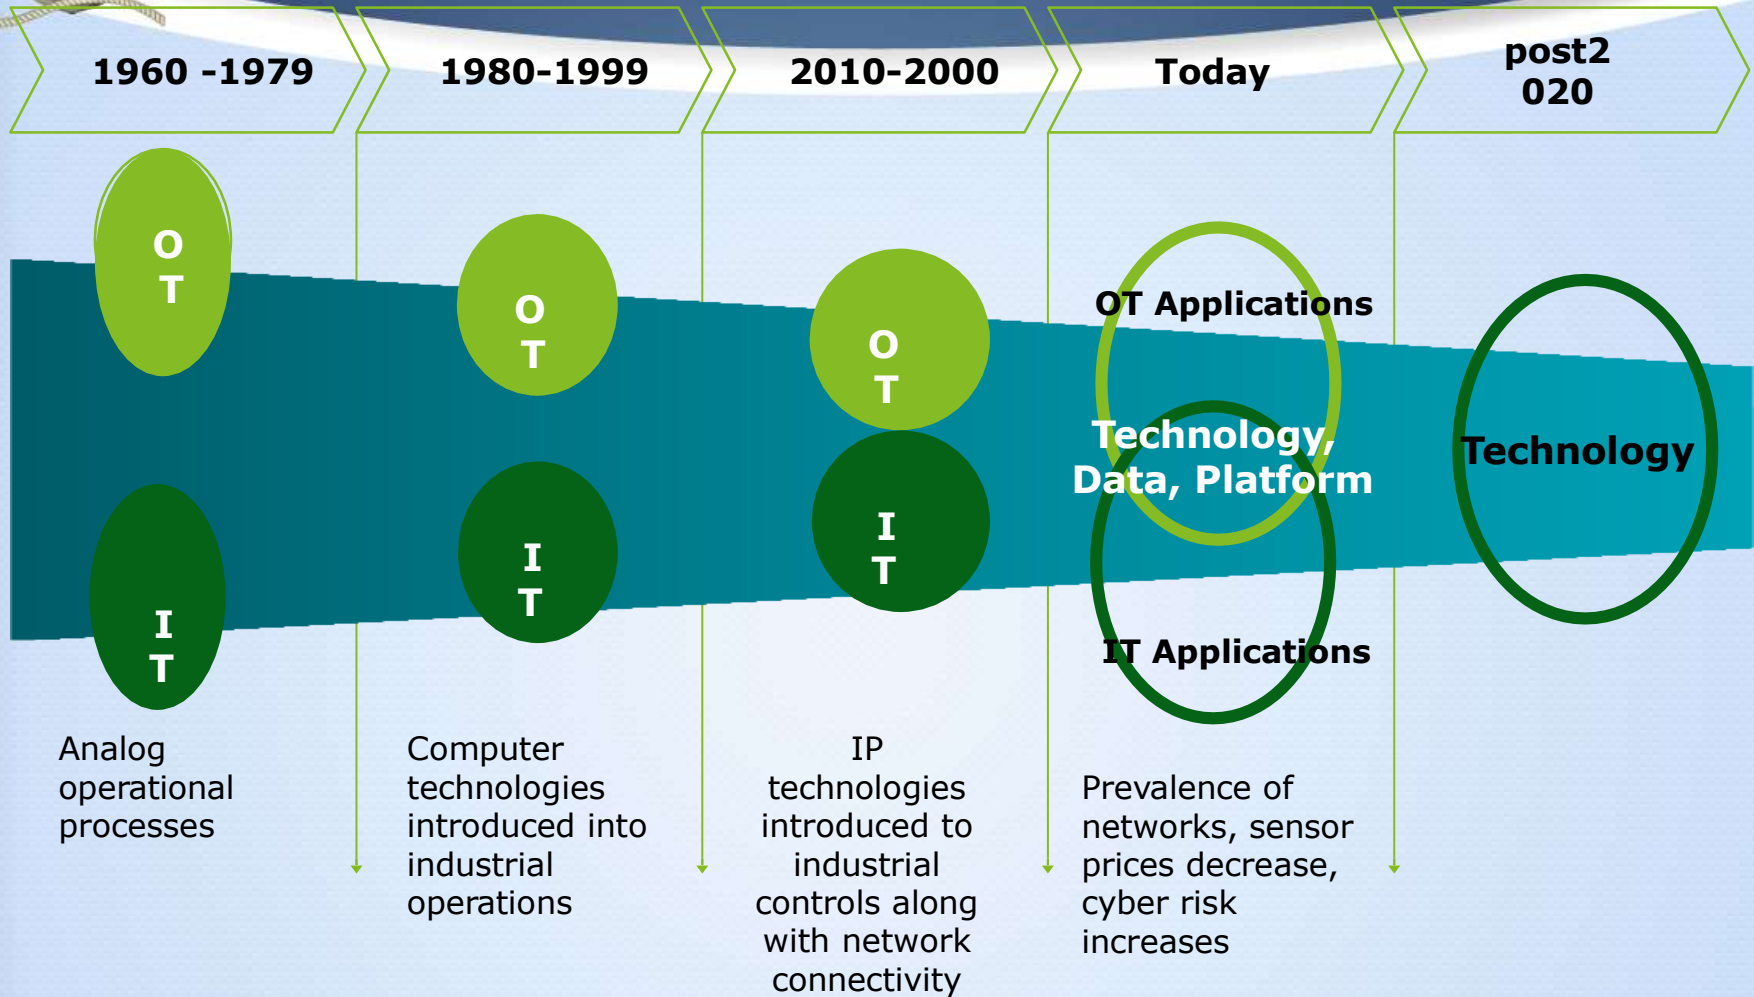 1960 -1979
1980-1999
2010-2000
Today
post2
020
O
T
O
T
O
T
I
T
I
T
I
T
OT Applications
Technology,
Data, Platform
IT Applications
Technology
Analog
operational
processes
Computer
technologies
introduced into
industrial
operations
IP
technologies
introduced to
industrial
controls along
with network
connectivity
Prevalence of
networks, sensor
prices decrease,
cyber risk
increases